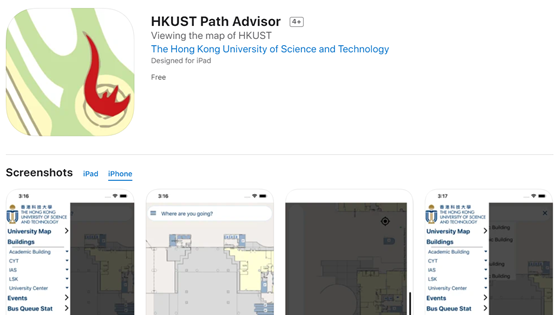 HKUST Path Advisor 4+
Viewing the map of HKUST
The Hong Kong University of Science and Technology
Designed for iPad
Free
Screenshots iPad iPhone
3:16
香港科技大學
THE HONG KONG
UNIVERSITY OF SCIENCE
AND TECHNOLOGY
University Map
Buildings
Academic Building
CYT
IAS
LSK
University Center
Events
Bus Queue Stat
3:16
Where are you going?
3:17
香港科技大學
THE HONG KONG
UNIVERSITY OF SCIENCE
AND TECHNOLOGY
University Map
Buildings
Academic Building
CYT
IAS
LSK
University Center
Events
Bus Queue Stat
Building
Building